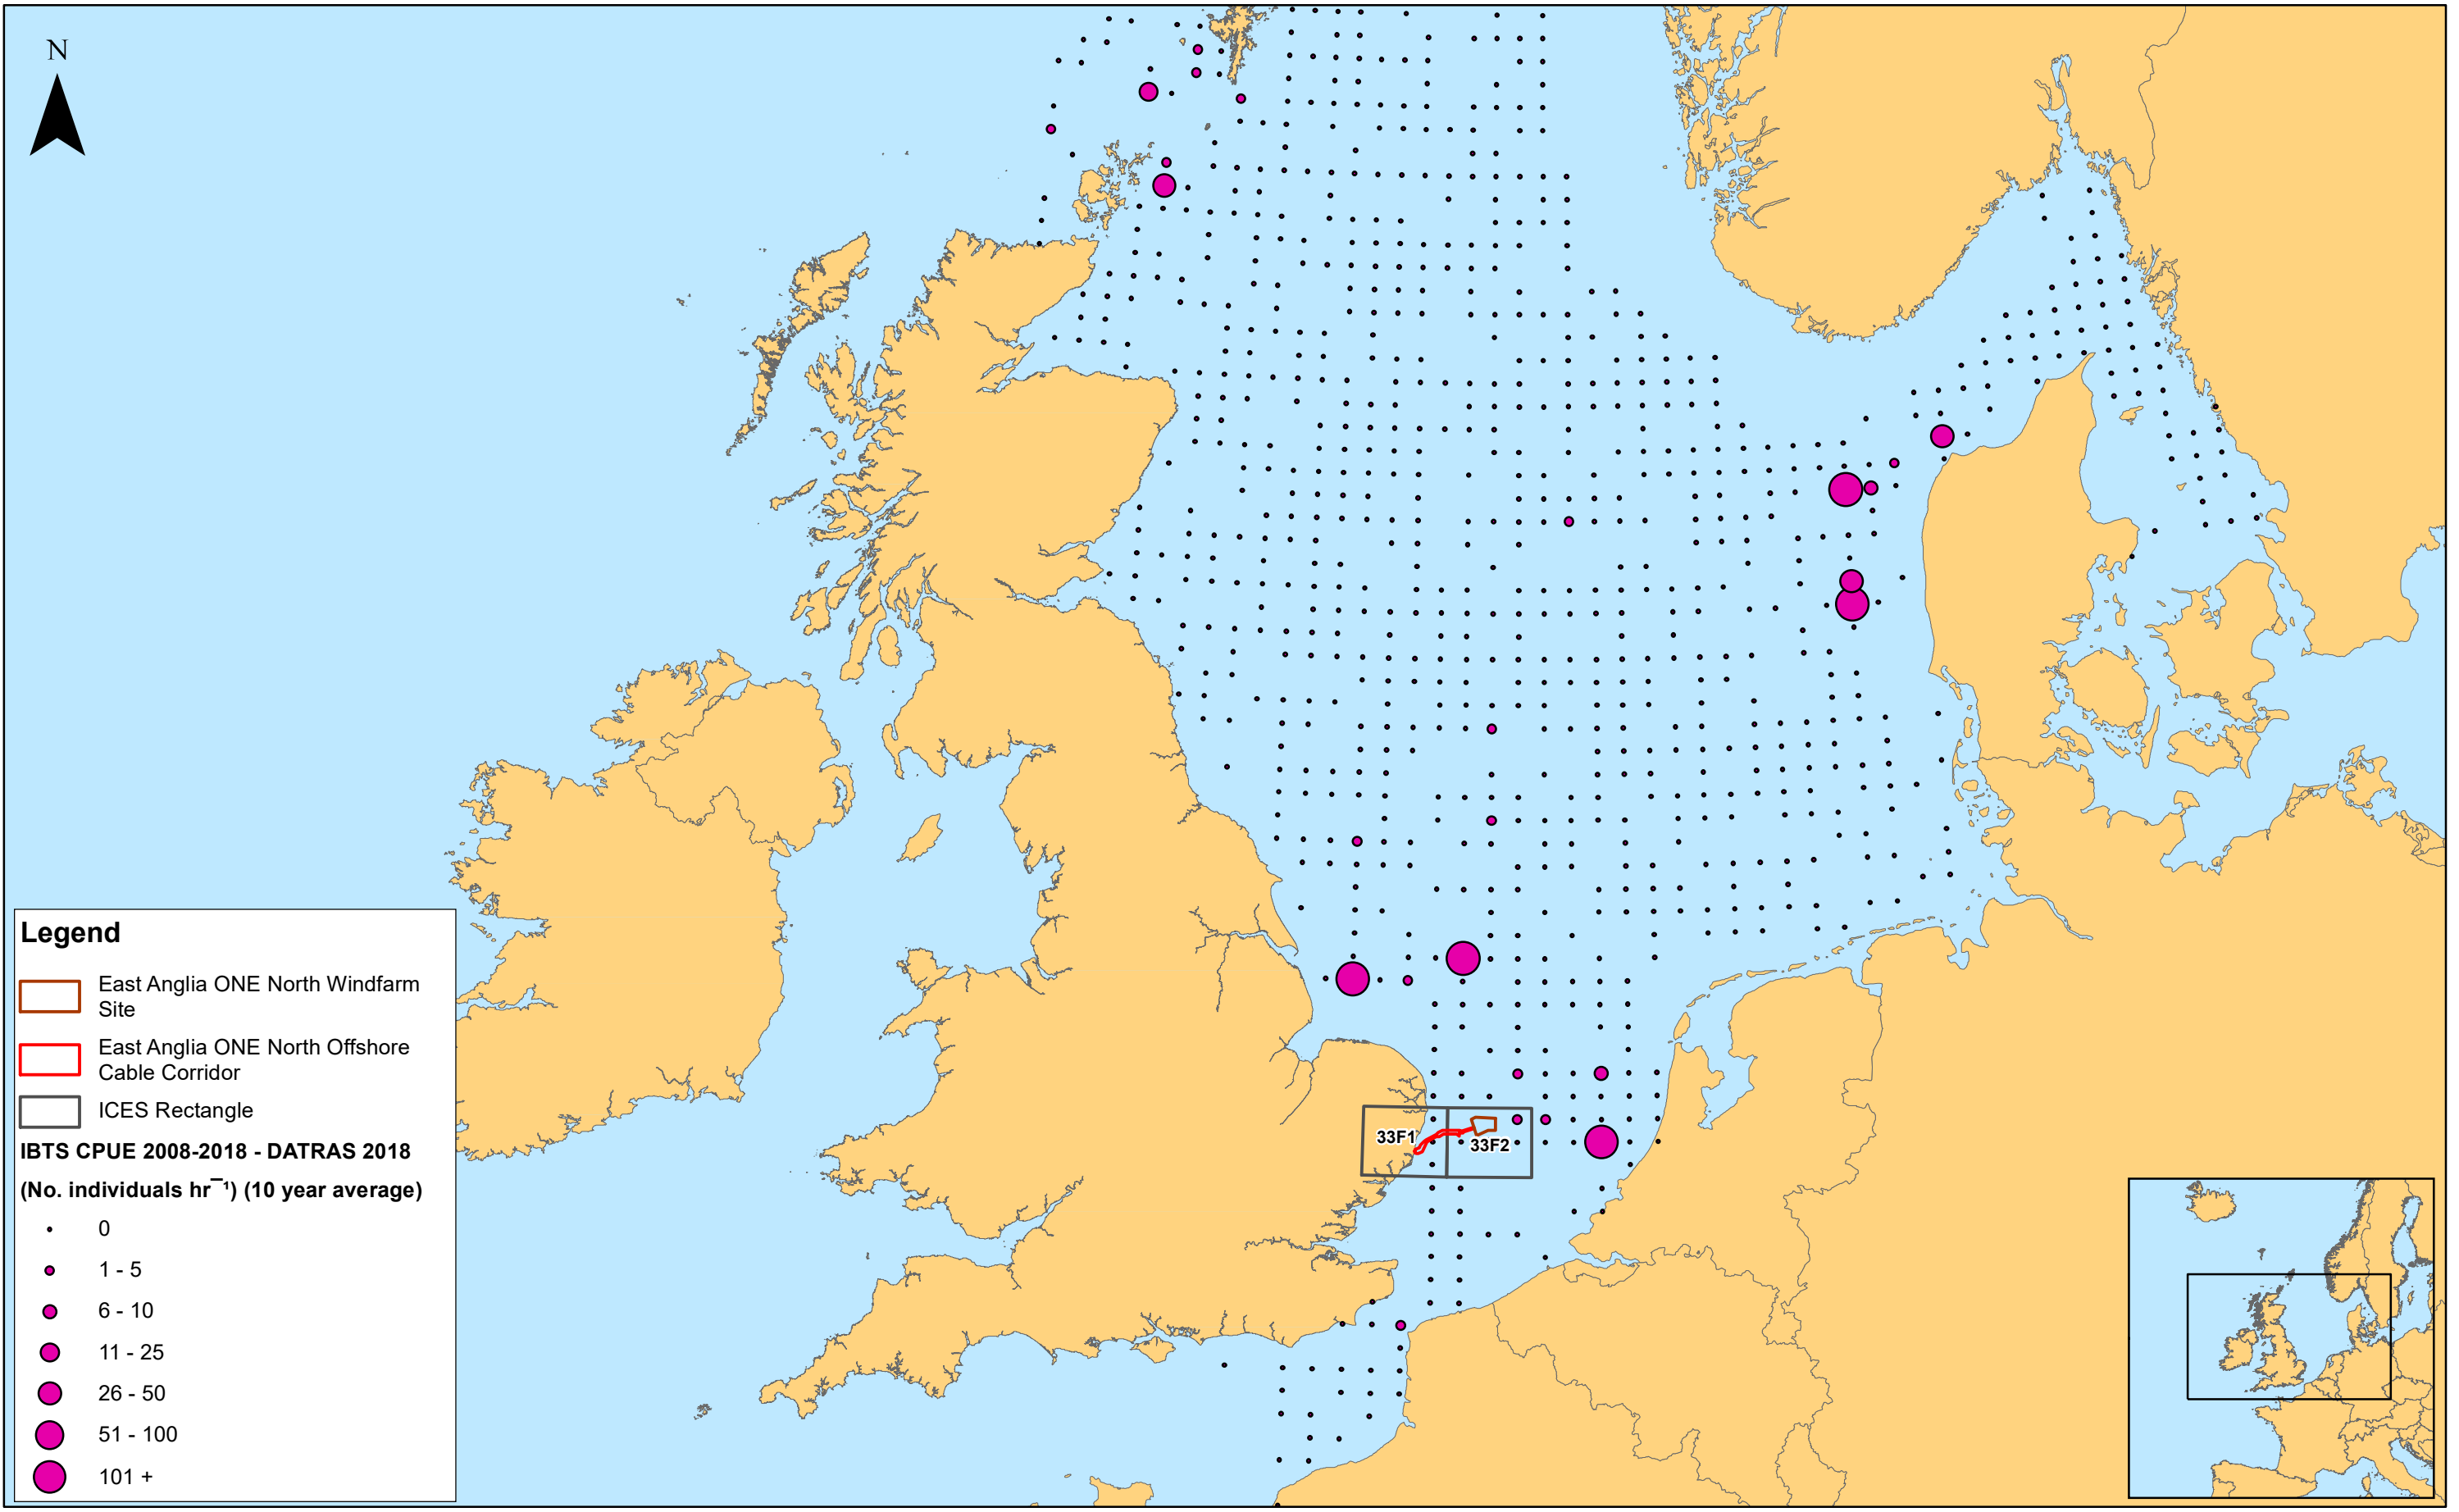 N
33F1
33F2
Legend
East Anglia ONE North Windfarm
Site
East Anglia ONE North Offshore
Cable Corridor
ICES Rectangle
IBTS CPUE 2008-2018 - DATRAS 2018
(No. individuals hr¯¹) (10 year average)
0
1 - 5
6 - 10
11 - 25
26 - 50
51 - 100
101 +